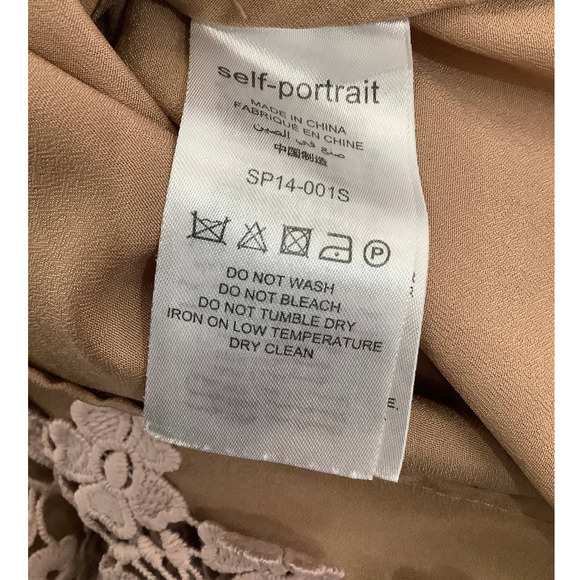 self-portrait
MADE IN CHINA
FABRIQUÉ EN CHINE
صنع في الصين
中国制造
SP14-001S
P
DO NOT WASH
DO NOT BLEACH
DO NOT TUMBLE DRY
IRON ON LOW TEMPERATURE
DRY CLEAN
E.